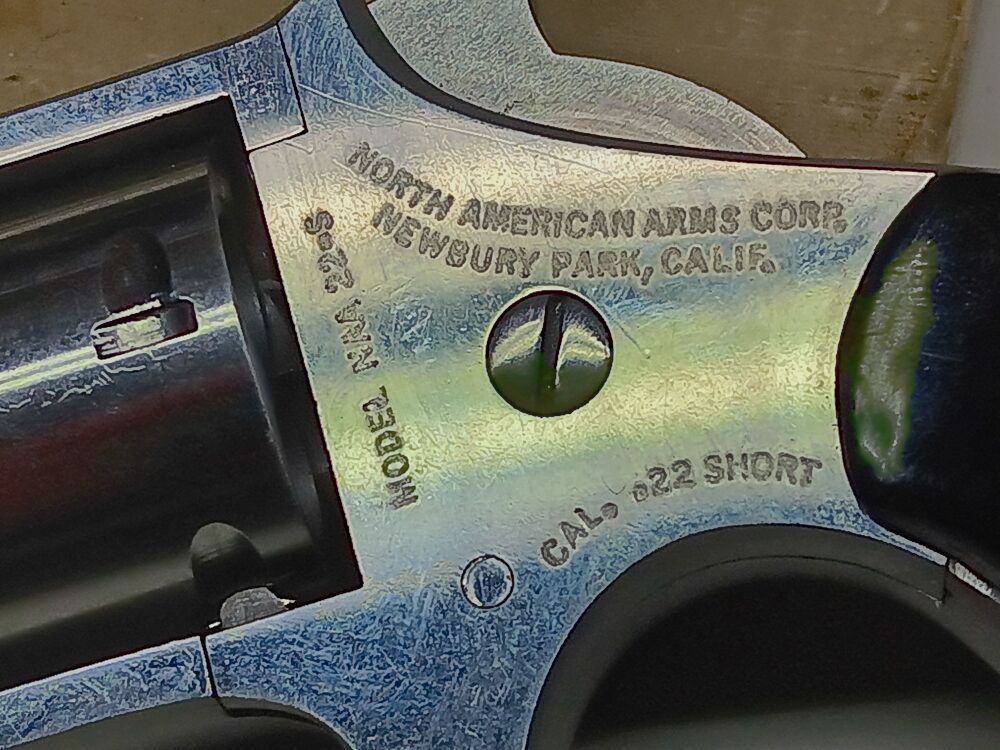 NORTH AMERICAN ARMS CORP.
NEWBURY PARK, CALIF.
MODEL NAA 22-S
CAL. .22 SHORT